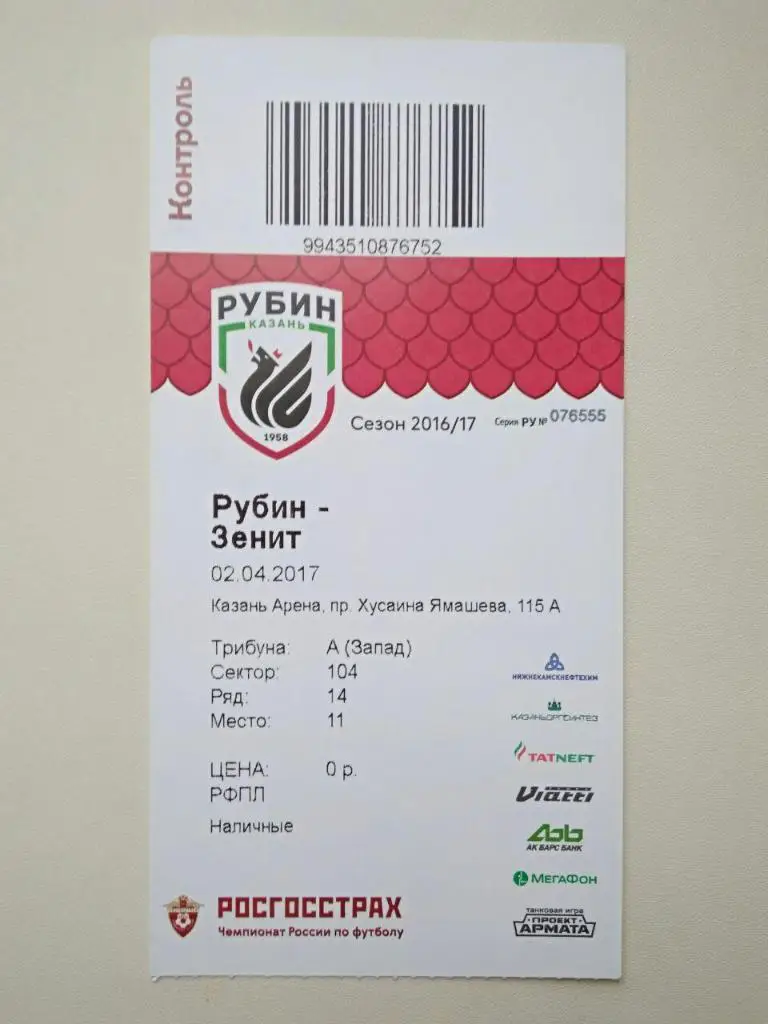 Контроль
9943510876752
РУБИН
КАЗАНЬ
1958
Сезон 2016/17
Серия РУ № 076555
Рубин -
Зенит
02.04.2017
Казань Арена, пр. Хусаина Ямашева, 115 А
Трибуна: А (Запад)
Сектор: 104
Ряд: 14
Место: 11
ЦЕНА: 0 р.
РФПЛ
Наличные
НИЖНЕКАМСКНЕФТЕХИМ
КАЗАНЬОРГСИНТЕЗ
TATNEFT
Viatti
АК БАРС БАНК
МЕГАФОН
ТАНКОВАЯ ИГРА
ПРОЕКТ
АРМАТА
РОСГОССТРАХ
Чемпионат России по футболу